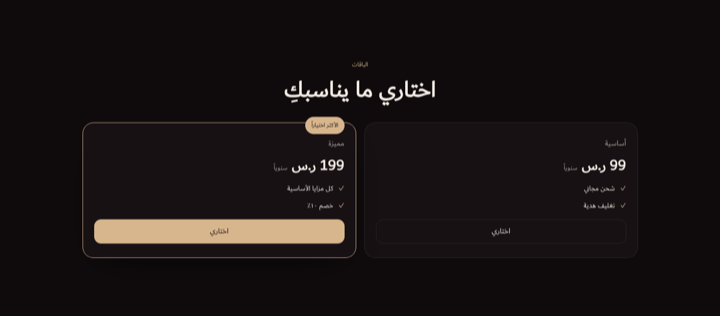 الباقات
اختاري ما يناسبكِ
أساسية
99 ر.س سنوياً
✓ شحن مجاني
✓ تغليف هدية
اختاري
الأكثر اختياراً
مميزة
199 ر.س سنوياً
✓ كل مزايا الأساسية
✓ خصم ١٠٪
اختاري